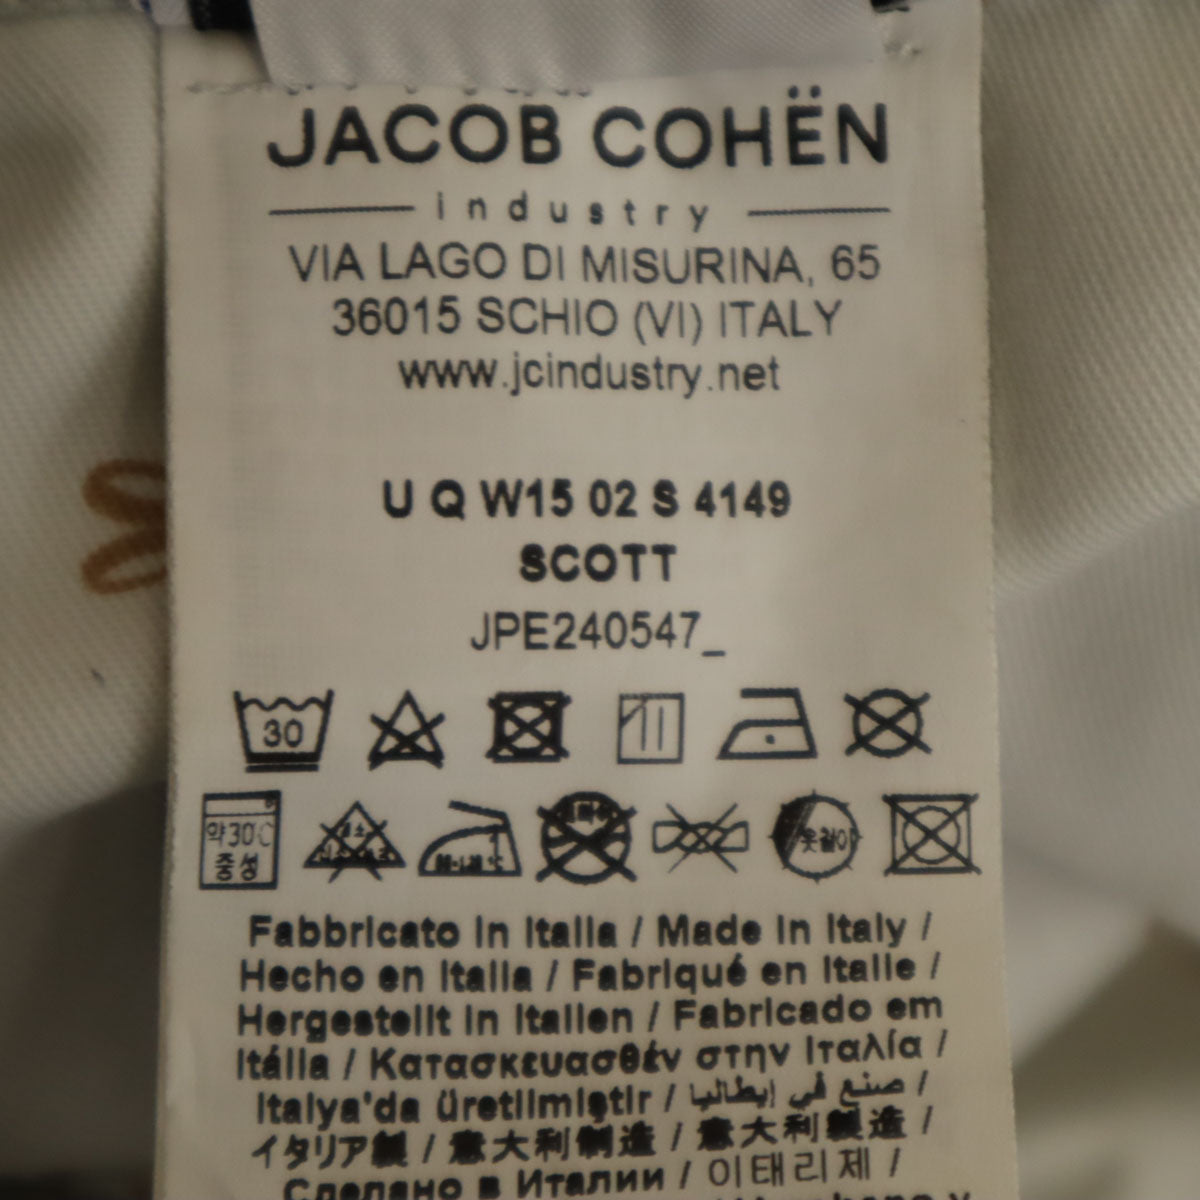 JACOB COHËN
industry
VIA LAGO DI MISURINA, 65
36015 SCHIO (VI) ITALY
www.jcindustry.net
U Q W15 02 S 4149
SCOTT
JPE240547_
30
약30℃
중성
옷걸이
Fabbricato in Italia / Made in Italy /
Hecho en Italia / Fabriqué en Italie /
Hergestellt in Italien / Fabricado em
Itália / Κατασκευασθέν στην Ιταλία /
Italya'da üretilmiştir / صنع في إيطاليا /
イタリア製 / 意大利制造 / 意大利製造 /
Сделано в Италии / 이태리제 /